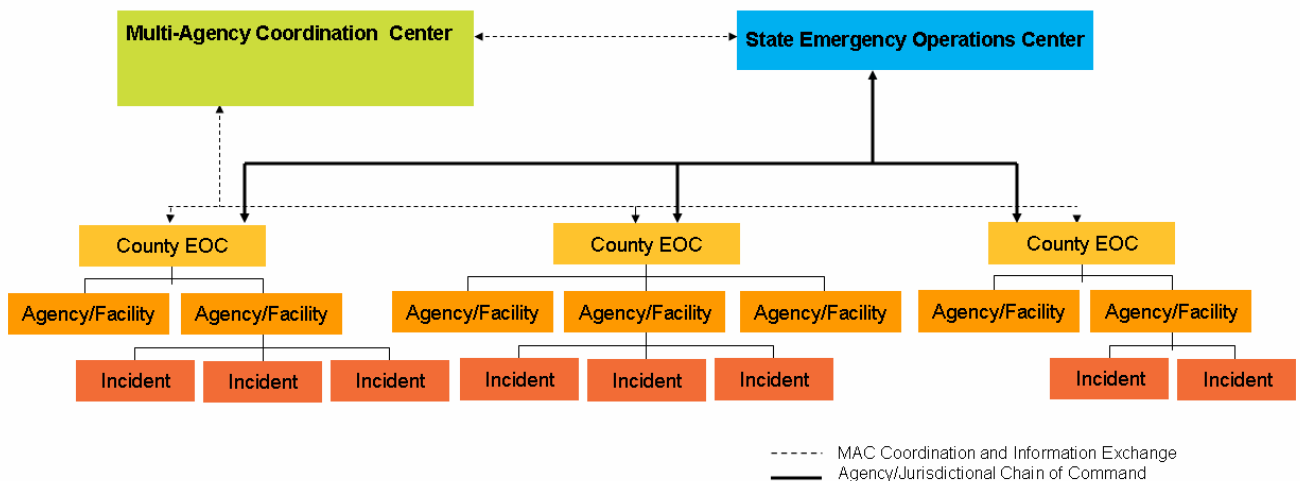 Multi-Agency Coordination Center
State Emergency Operations Center
County EOC
County EOC
County EOC
Agency/Facility
Agency/Facility
Agency/Facility
Agency/Facility
Agency/Facility
Agency/Facility
Agency/Facility
Incident
Incident
Incident
Incident
Incident
Incident
Incident
Incident
MAC Coordination and Information Exchange
Agency/Jurisdictional Chain of Command